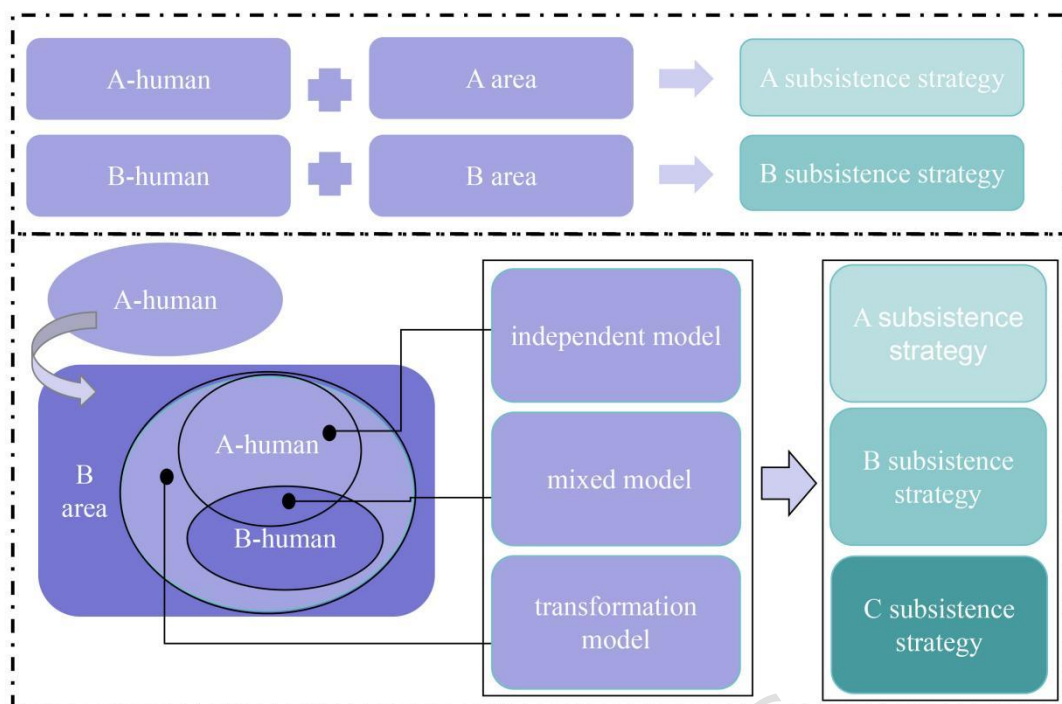 A-human
A area
A subsistence strategy
B-human
B area
B subsistence strategy
A-human
B
area
A-human
B-human
independent model
mixed model
transformation
model
A subsistence
strategy
B subsistence
strategy
C subsistence
strategy